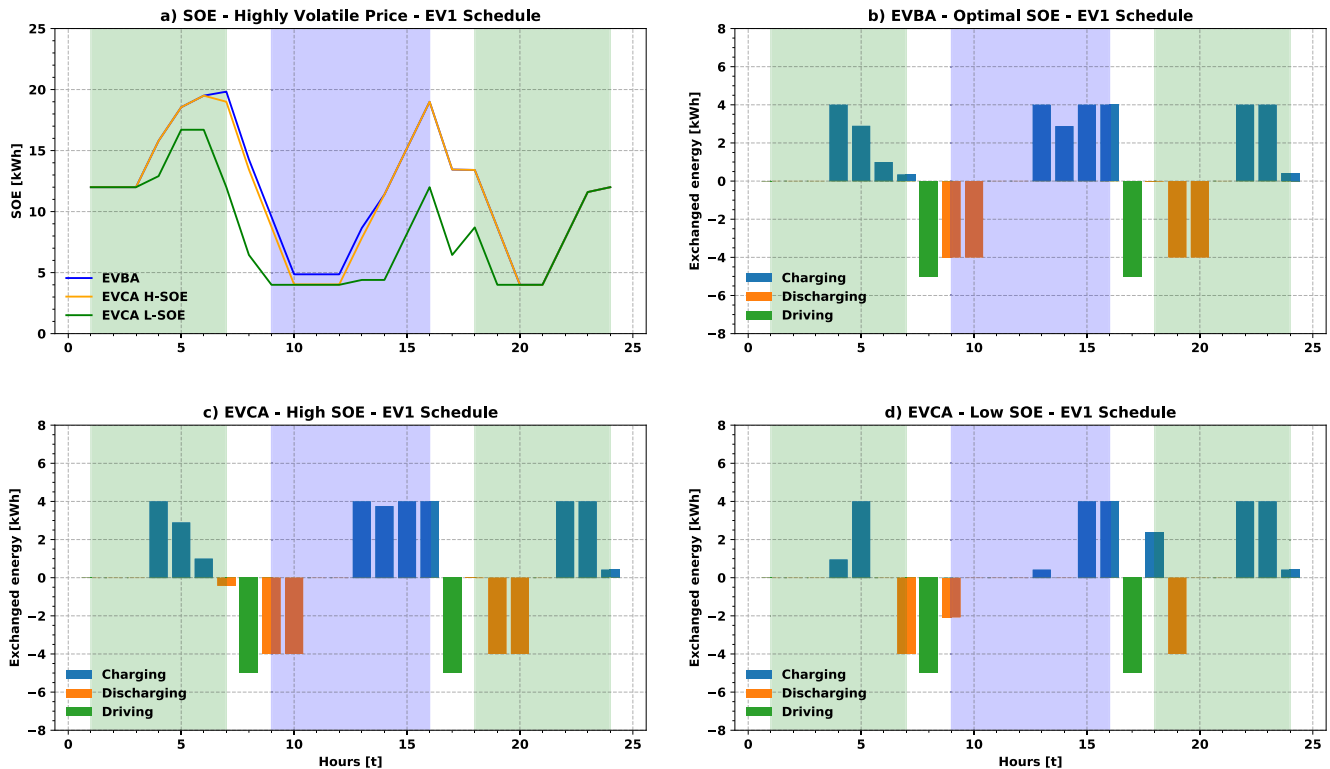 a) SOE - Highly Volatile Price - EV1 Schedule
25
20
15
10
5
0
SOE [kWh]
EVBA
EVCA H-SOE
EVCA L-SOE
0 5 10 15 20 25
b) EVBA - Optimal SOE - EV1 Schedule
8
6
4
2
0
−2
−4
−6
−8
Exchanged energy [kWh]
Charging
Discharging
Driving
0 5 10 15 20 25
c) EVCA - High SOE - EV1 Schedule
8
6
4
2
0
−2
−4
−6
−8
Exchanged energy [kWh]
Charging
Discharging
Driving
0 5 10 15 20 25
Hours [t]
d) EVCA - Low SOE - EV1 Schedule
8
6
4
2
0
−2
−4
−6
−8
Exchanged energy [kWh]
Charging
Discharging
Driving
0 5 10 15 20 25
Hours [t]